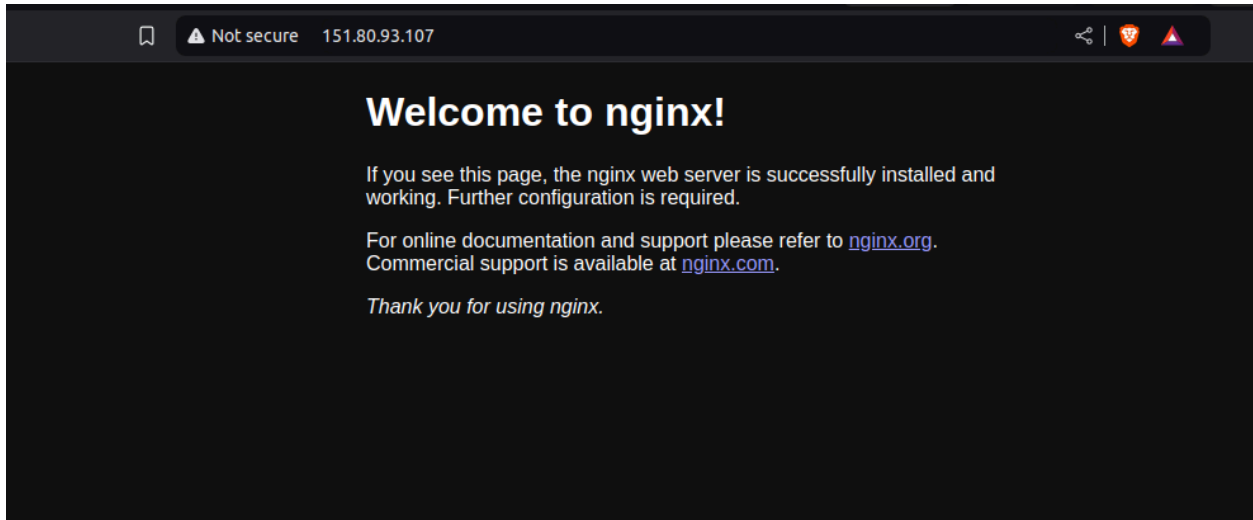 Not secure 151.80.93.107
Welcome to nginx!
If you see this page, the nginx web server is successfully installed and
working. Further configuration is required.
For online documentation and support please refer to nginx.org.
Commercial support is available at nginx.com.
Thank you for using nginx.